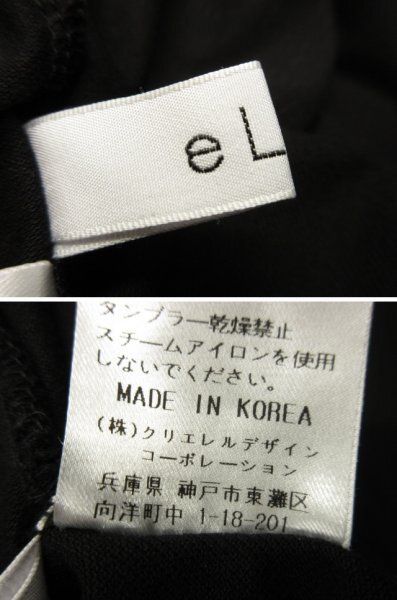 eL
タンブラー乾燥禁止
スチームアイロンを使用
しないでください。
MADE IN KOREA
(株)クリエレルデザイン
コーポレーション
兵庫県 神戸市東灘区
向洋町中 1-18-201